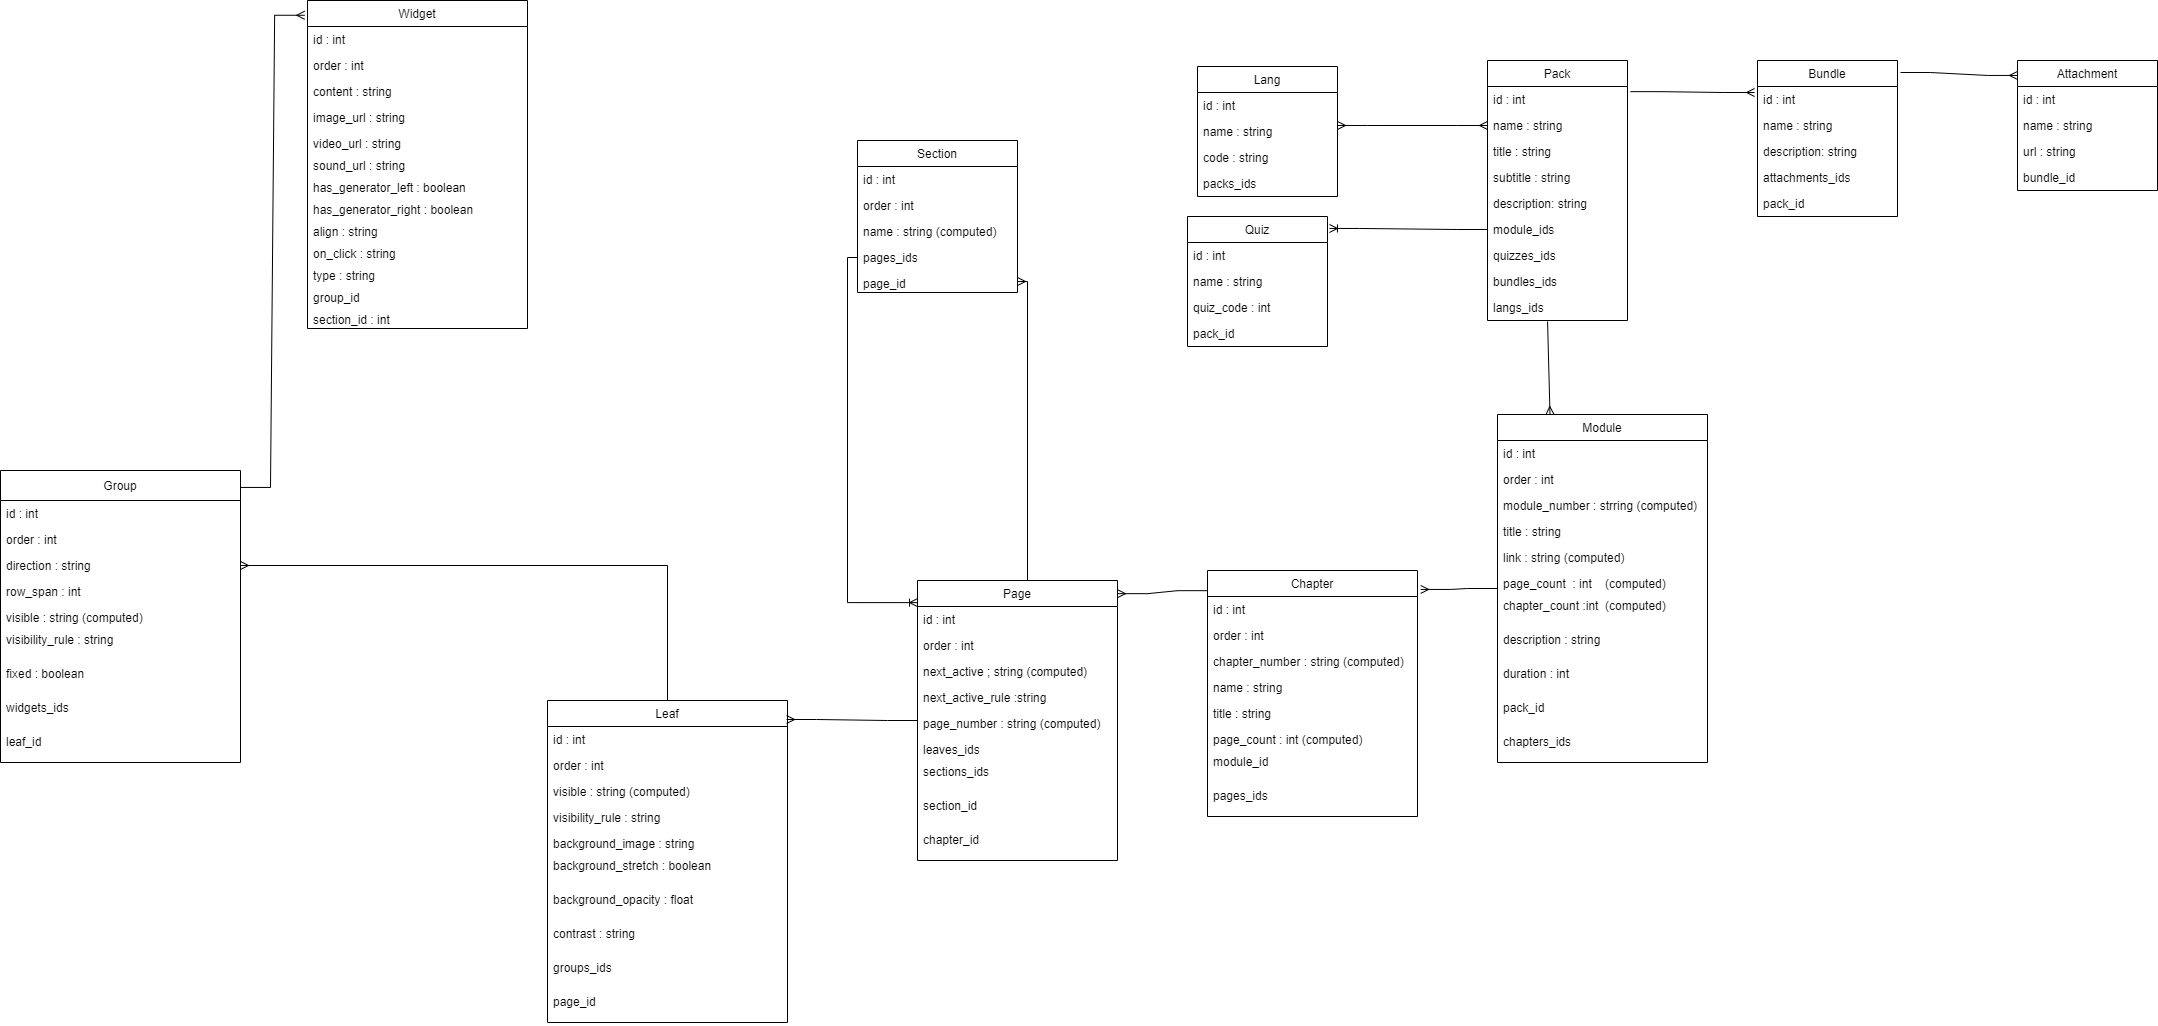 Widget
id : int
order : int
content : string
image_url : string
video_url : string
sound_url : string
has_generator_left : boolean
has_generator_right : boolean
align : string
on_click : string
type : string
group_id
section_id : int
Section
id : int
order : int
name : string (computed)
pages_ids
page_id
Lang
id : int
name : string
code : string
packs_ids
Quiz
id : int
name : string
quiz_code : int
pack_id
Pack
id : int
name : string
title : string
subtitle : string
description: string
module_ids
quizzes_ids
bundles_ids
langs_ids
Bundle
id : int
name : string
description: string
attachments_ids
pack_id
Attachment
id : int
name : string
url : string
bundle_id
Group
id : int
order : int
direction : string
row_span : int
visible : string (computed)
visibility_rule : string
fixed : boolean
widgets_ids
leaf_id
Leaf
id : int
order : int
visible : string (computed)
visibility_rule : string
background_image : string
background_stretch : boolean
background_opacity : float
contrast : string
groups_ids
page_id
Page
id : int
order : int
next_active ; string (computed)
next_active_rule :string
page_number : string (computed)
leaves_ids
sections_ids
section_id
chapter_id
Chapter
id : int
order : int
chapter_number : string (computed)
name : string
title : string
page_count : int (computed)
module_id
pages_ids
Module
id : int
order : int
module_number : strring (computed)
title : string
link : string (computed)
page_count  : int    (computed)
chapter_count :int  (computed)
description : string
duration : int
pack_id
chapters_ids